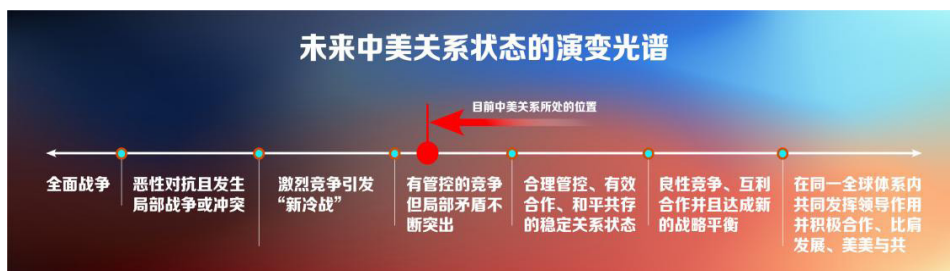 未来中美关系状态的演变光谱
目前中美关系所处的位置
全面战争
恶性对抗且发生
局部战争或冲突
激烈竞争引发
“新冷战”
有管控的竞争
但局部矛盾不
断突出
合理管控、有效
合作、和平共存
的稳定关系状态
良性竞争、互利
合作并且达成新
的战略平衡
在同一全球体系内
共同发挥领导作用
并积极合作、比肩
发展、美美与共